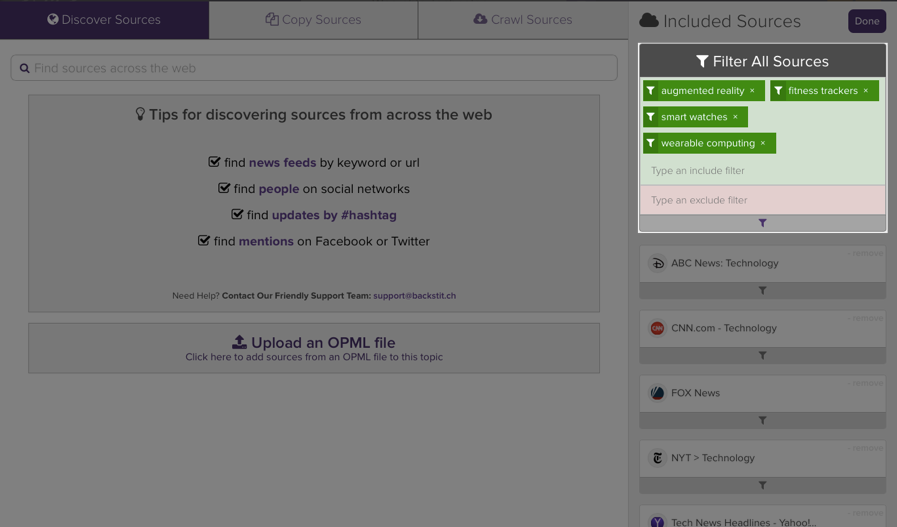 Discover Sources
Copy Sources
Crawl Sources
Included Sources
Done
Find sources across the web
Tips for discovering sources from across the web
find news feeds by keyword or url
find people on social networks
find updates by #hashtag
find mentions on Facebook or Twitter
Need Help? Contact Our Friendly Support Team: support@backstit.ch
Upload an OPML file
Click here to add sources from an OPML file to this topic
Filter All Sources
augmented reality × fitness trackers ×
smart watches ×
wearable computing ×
Type an include filter
Type an exclude filter
- remove
ABC News: Technology
- remove
CNN.com - Technology
- remove
FOX News
- remove
NYT > Technology
- remove
Tech News Headlines - Yahoo!...